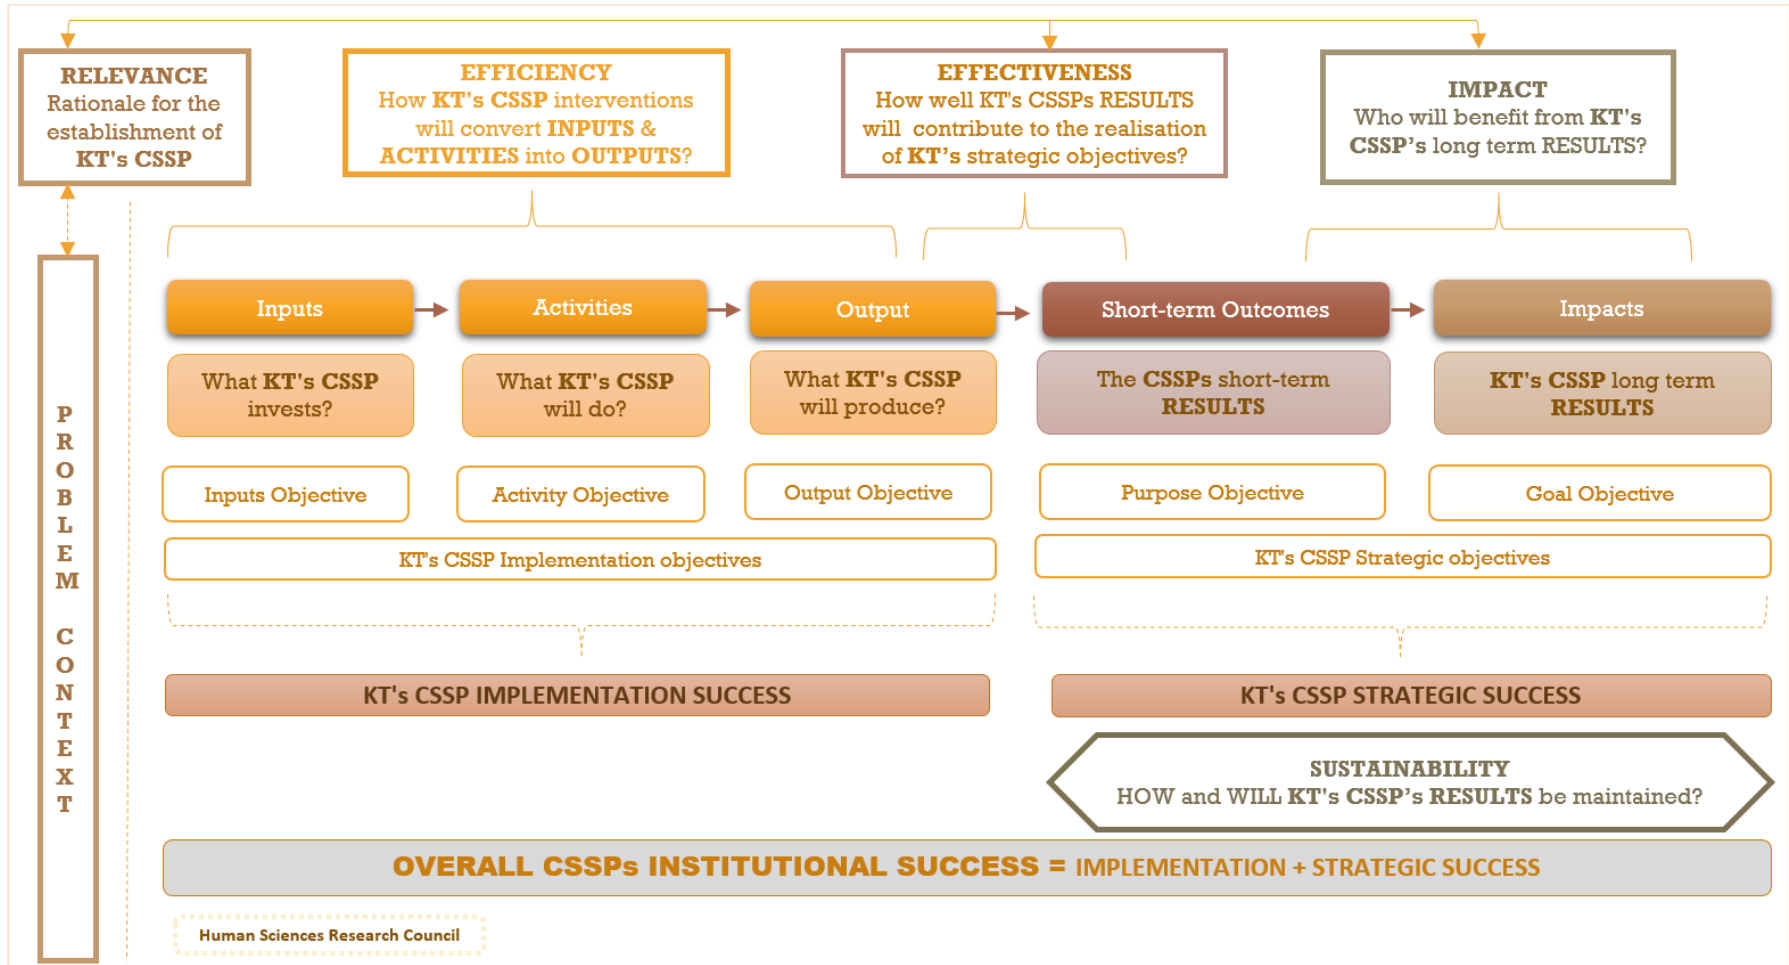 RELEVANCE
Rationale for the
establishment of
KT's CSSP
EFFICIENCY
How KT's CSSP interventions
will convert INPUTS &
ACTIVITIES into OUTPUTS?
EFFECTIVENESS
How well KT's CSSPs RESULTS
will contribute to the realisation
of KT's strategic objectives?
IMPACT
Who will benefit from KT's
CSSP's long term RESULTS?
PROBLEM CONTEXT
Inputs
Activities
Output
Short-term Outcomes
Impacts
What KT's CSSP
invests?
What KT's CSSP
will do?
What KT's CSSP
will produce?
The CSSPs short-term
RESULTS
KT's CSSP long term
RESULTS
Inputs Objective
Activity Objective
Output Objective
Purpose Objective
Goal Objective
KT's CSSP Implementation objectives
KT's CSSP Strategic objectives
KT's CSSP IMPLEMENTATION SUCCESS
KT's CSSP STRATEGIC SUCCESS
SUSTAINABILITY
HOW and WILL KT's CSSP's RESULTS be maintained?
OVERALL CSSPs INSTITUTIONAL SUCCESS = IMPLEMENTATION + STRATEGIC SUCCESS
Human Sciences Research Council